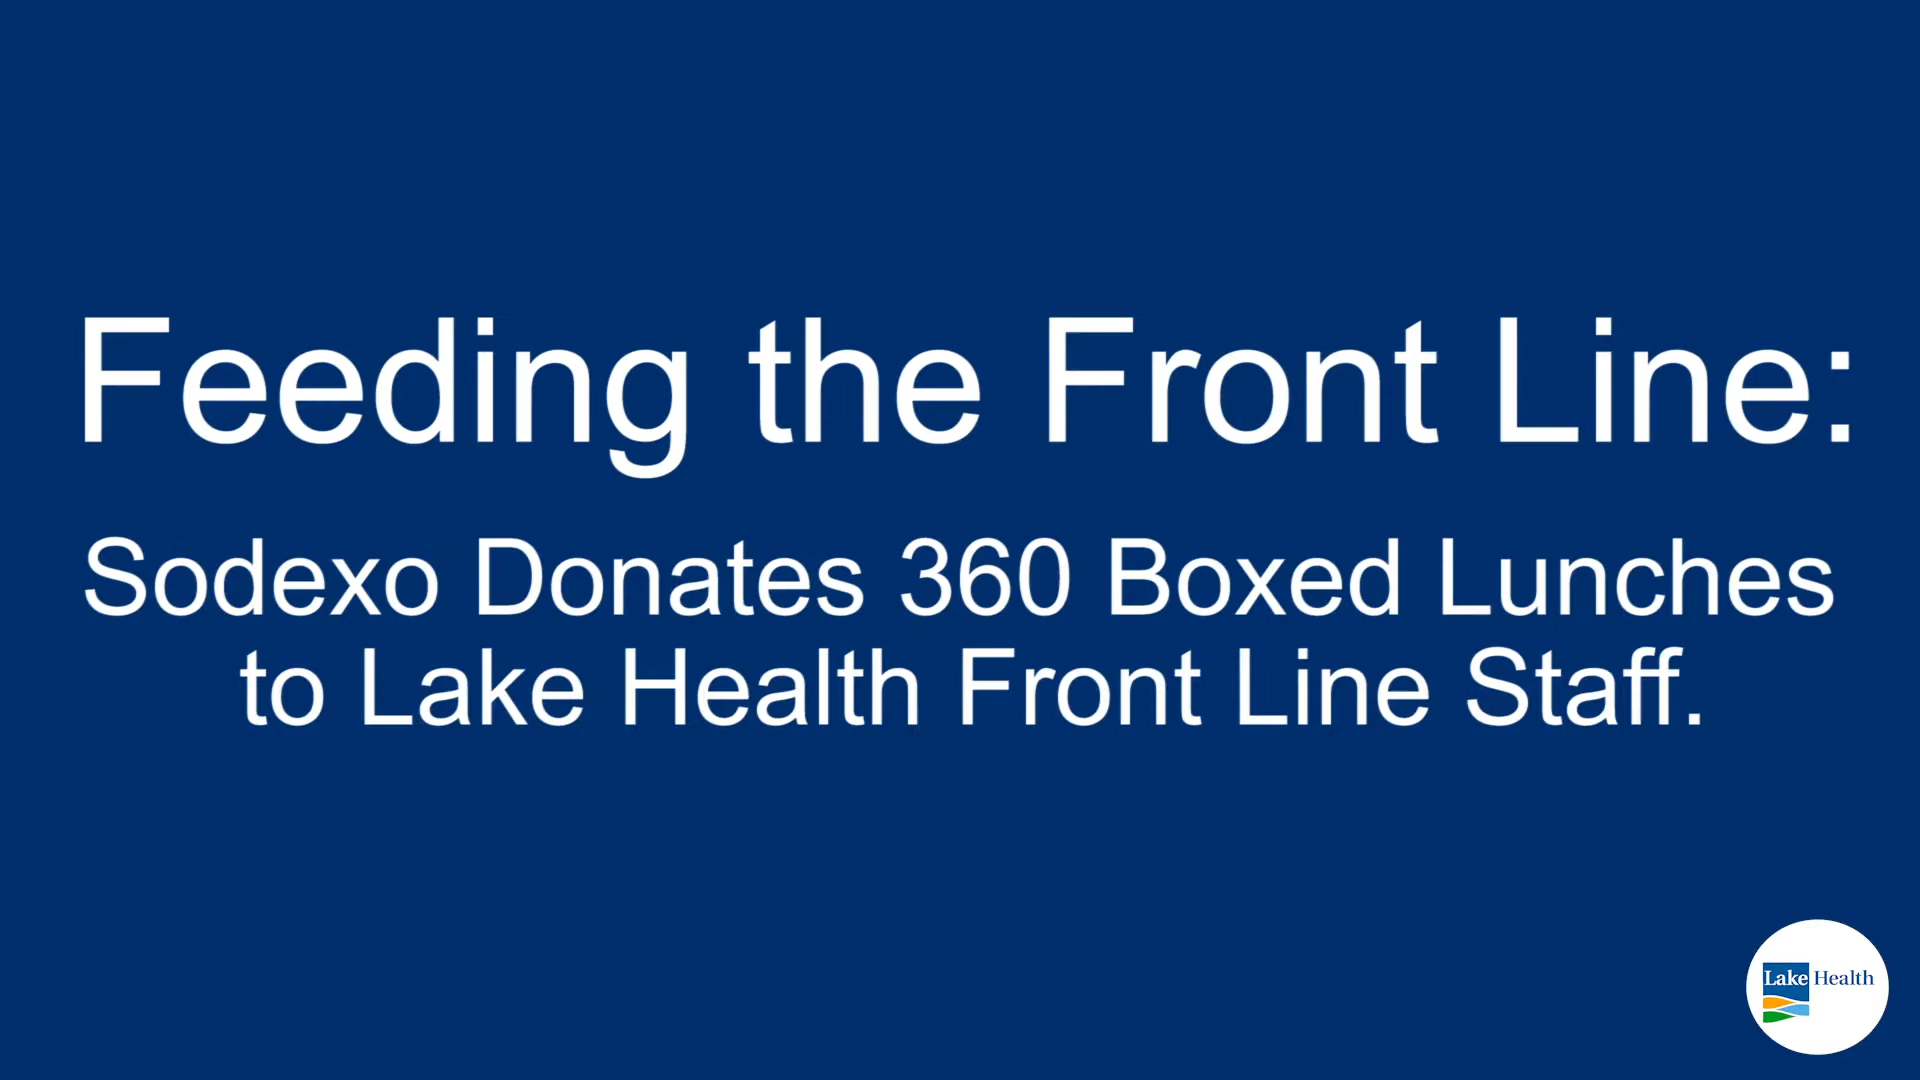 Feeding the Front Line:
Sodexo Donates 360 Boxed Lunches
to Lake Health Front Line Staff.
Lake Health